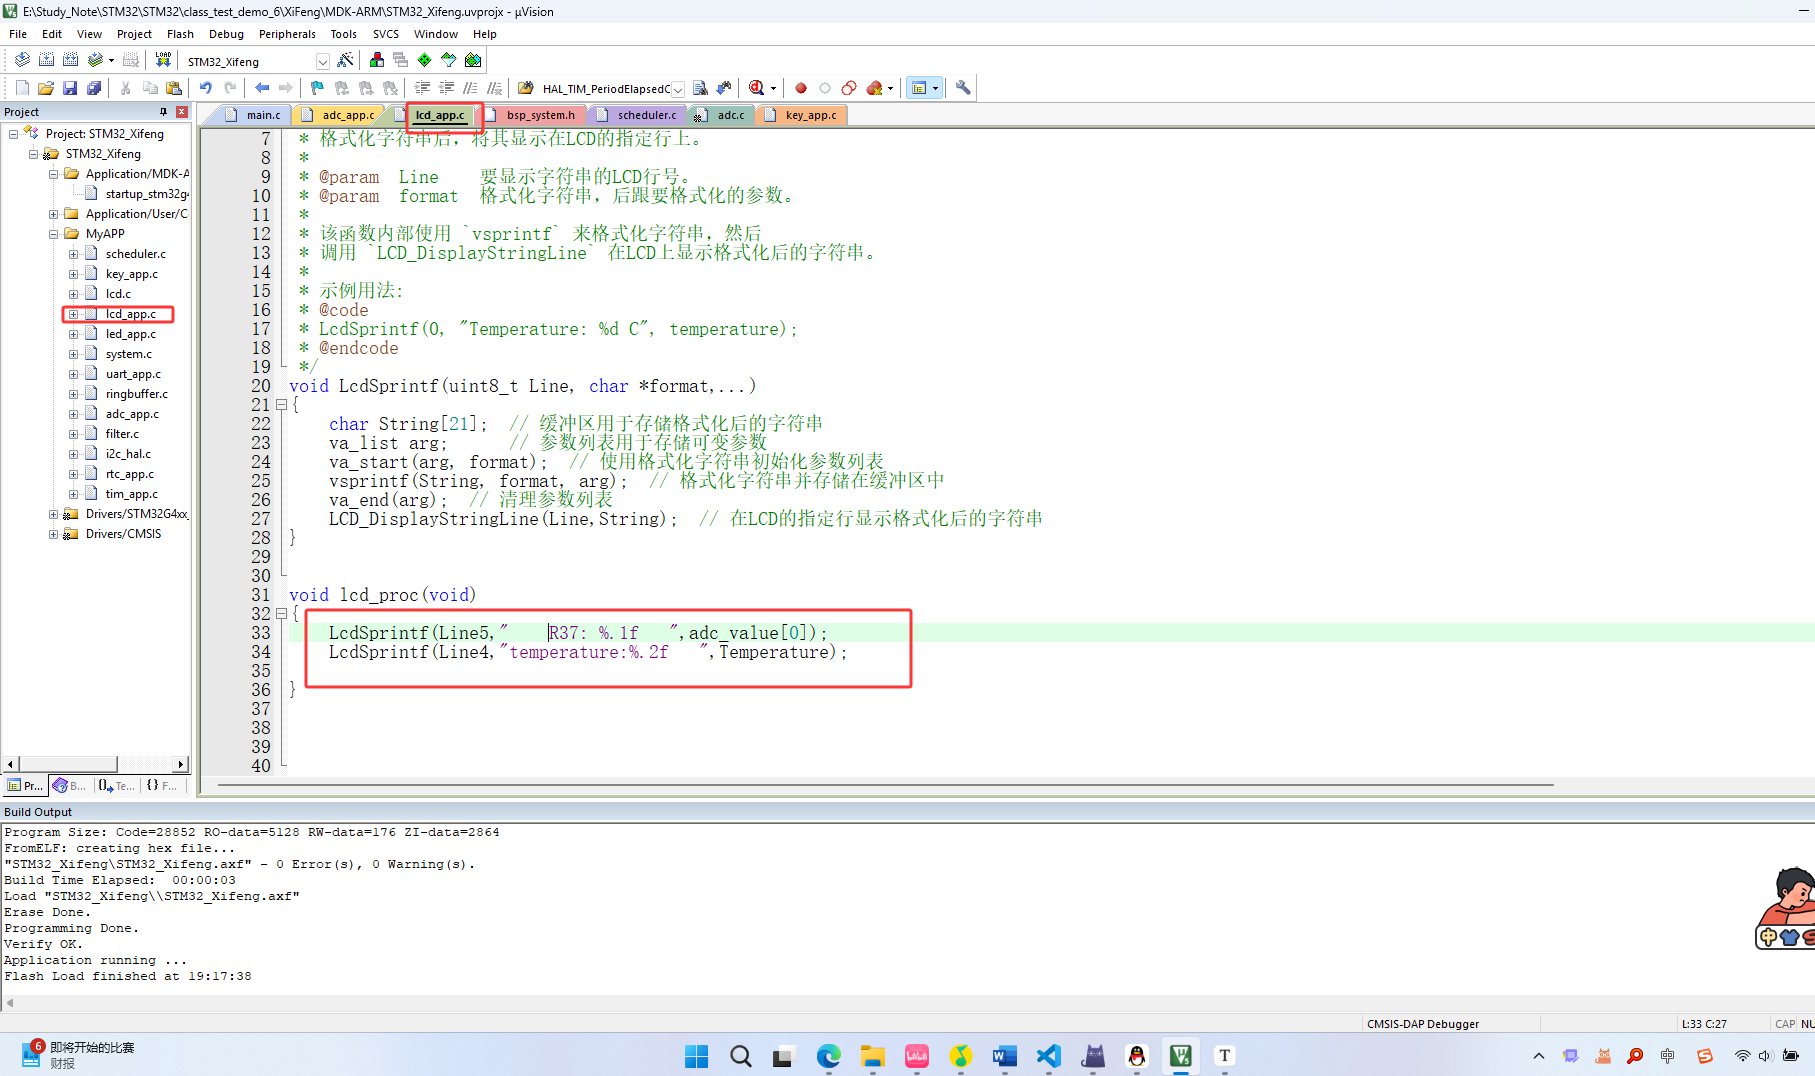 E:\Study_Note\STM32\STM32\class_test_demo_6\XiFeng\MDK-ARM\STM32_Xifeng.uvprojx - µVision
File Edit View Project Flash Debug Peripherals Tools SVCS Window Help
LOAD STM32_Xifeng
HAL_TIM_PeriodElapsedC
Project
main.c adc_app.c lcd_app.c bsp_system.h scheduler.c adc.c key_app.c
Project: STM32_Xifeng
STM32_Xifeng
Application/MDK-A
startup_stm32g4
Application/User/C
MyAPP
scheduler.c
key_app.c
lcd.c
lcd_app.c
led_app.c
system.c
uart_app.c
ringbuffer.c
adc_app.c
filter.c
i2c_hal.c
rtc_app.c
tim_app.c
Drivers/STM32G4xx_
Drivers/CMSIS
Pr... B... Te... F...
7 * 格式化字符串后，将其显示在LCD的指定行上。
8 *
9 * @param  Line    要显示字符串的LCD行号。
10 * @param  format  格式化字符串，后跟要格式化的参数。
11 *
12 * 该函数内部使用 `vsprintf` 来格式化字符串，然后
13 * 调用 `LCD_DisplayStringLine` 在LCD上显示格式化后的字符串。
14 *
15 * 示例用法:
16 * @code
17 * LcdSprintf(0, "Temperature: %d C", temperature);
18 * @endcode
19 */
20 void LcdSprintf(uint8_t Line, char *format,...)
21 {
22     char String[21];  // 缓冲区用于存储格式化后的字符串
23     va_list arg;      // 参数列表用于存储可变参数
24     va_start(arg, format);  // 使用格式化字符串初始化参数列表
25     vsprintf(String, format, arg);  // 格式化字符串并存储在缓冲区中
26     va_end(arg);  // 清理参数列表
27     LCD_DisplayStringLine(Line,String);  // 在LCD的指定行显示格式化后的字符串
28 }
29
30
31 void lcd_proc(void)
32 {
33     LcdSprintf(Line5,"    R37: %.1f   ",adc_value[0]);
34     LcdSprintf(Line4,"temperature:%.2f   ",Temperature);
35
36 }
37
38
39
40
Build Output
Program Size: Code=28852 RO-data=5128 RW-data=176 ZI-data=2864
FromELF: creating hex file...
"STM32_Xifeng\STM32_Xifeng.axf" - 0 Error(s), 0 Warning(s).
Build Time Elapsed:  00:00:03
Load "STM32_Xifeng\\STM32_Xifeng.axf"
Erase Done.
Programming Done.
Verify OK.
Application running ...
Flash Load finished at 19:17:38
中
CMSIS-DAP Debugger L:33 C:27 CAP NU
6 即将开始的比赛
财报
T 中